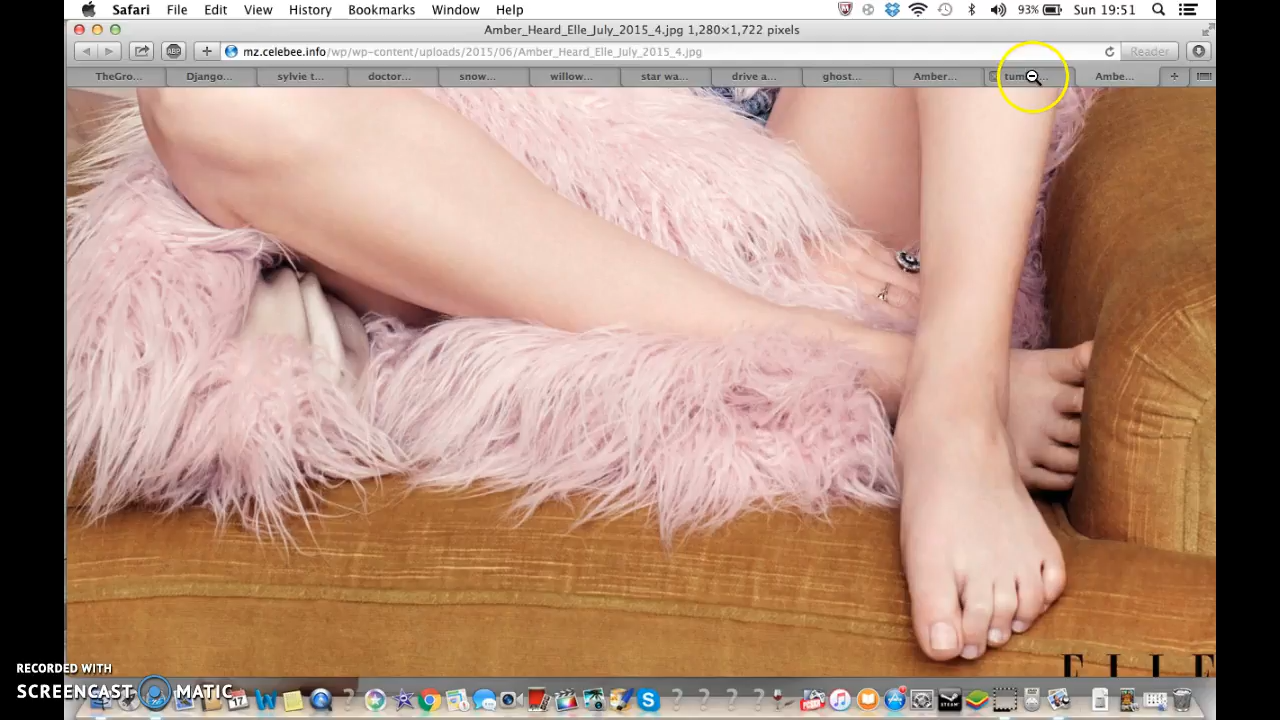 Safari File Edit View History Bookmarks Window Help 93% Sun 19:51
Amber_Heard_Elle_July_2015_4.jpg 1,280×1,722 pixels
ABP mz.celebee.info/wp/wp-content/uploads/2015/06/Amber_Heard_Elle_July_2015_4.jpg Reader
TheGro... Django... sylvie t... doctor... snow... willow... star wa... drive a... ghost... Amber... Ambe...
ELLE
RECORDED WITH
SCREENCAST MATIC
17